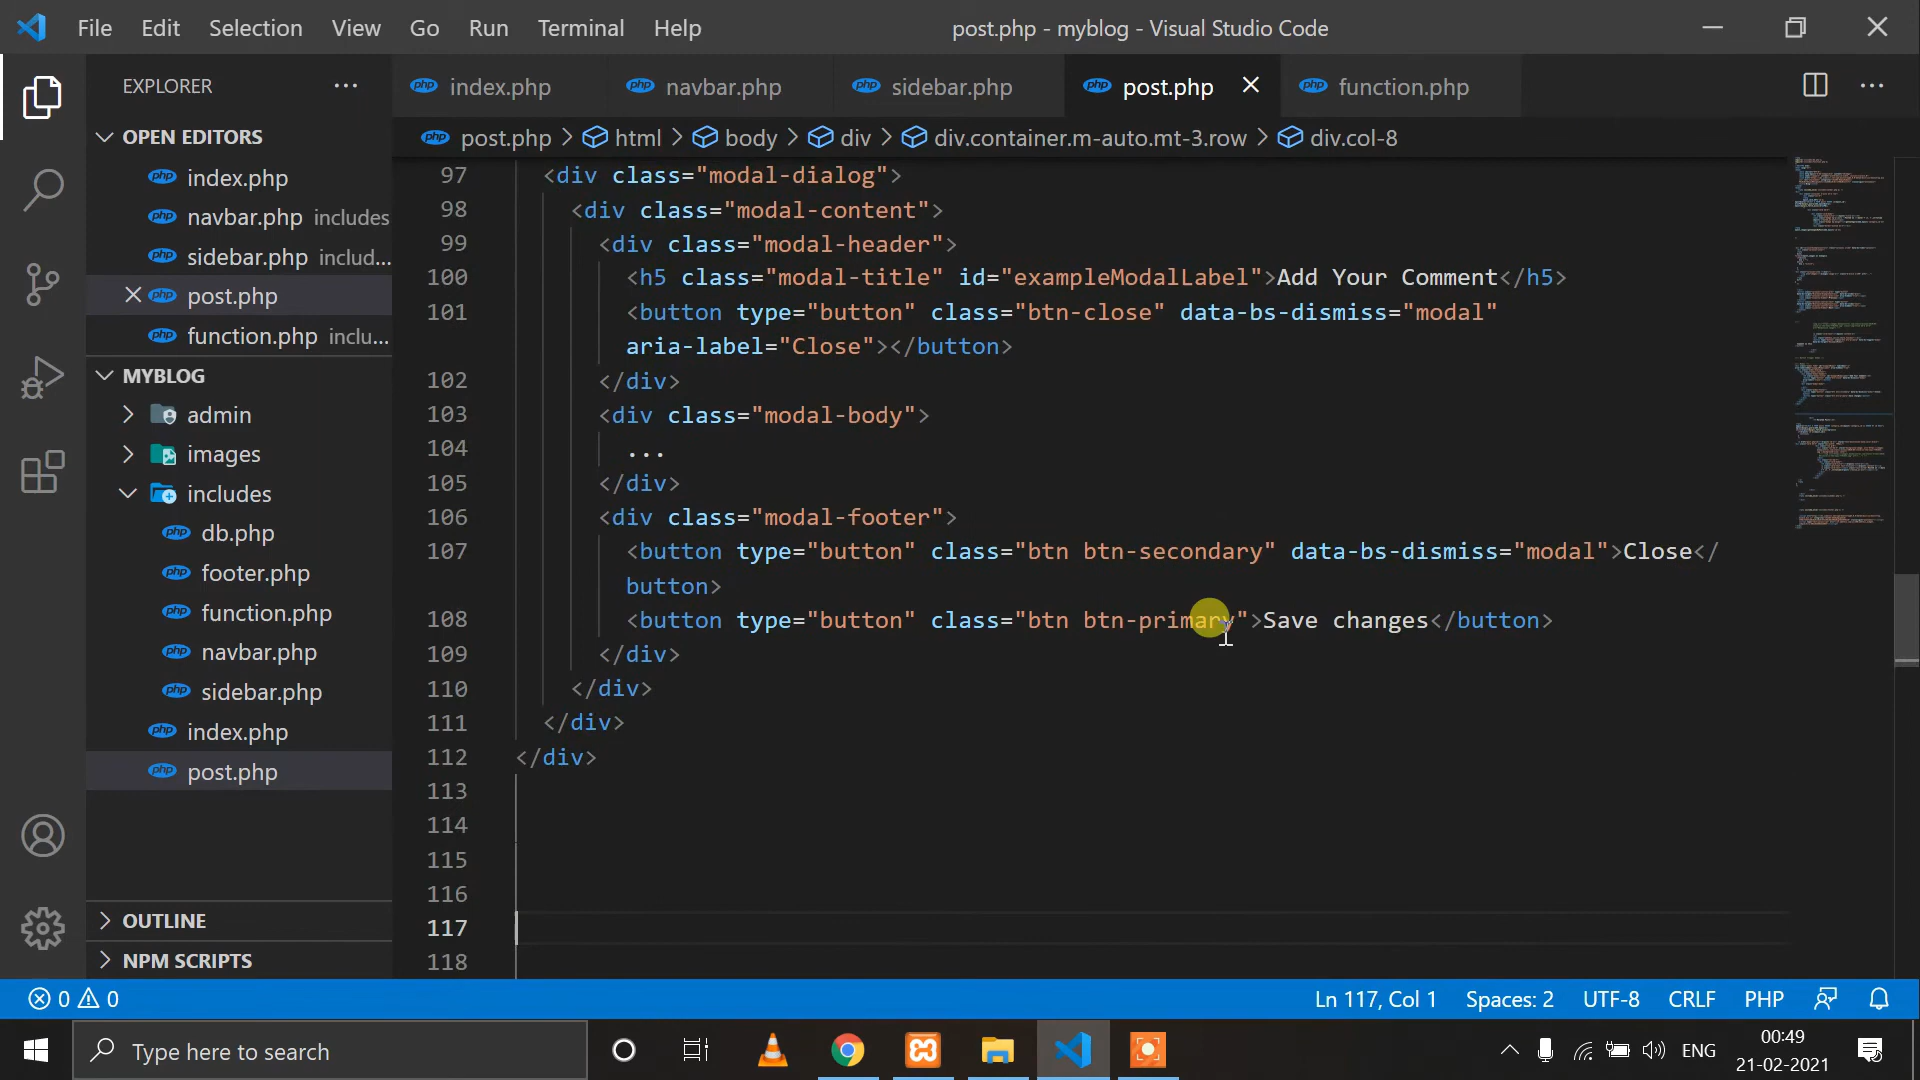 File Edit Selection View Go Run Terminal Help
post.php - myblog - Visual Studio Code
EXPLORER
OPEN EDITORS
index.php
navbar.php includes
sidebar.php includ...
post.php
function.php inclu...
MYBLOG
admin
images
includes
db.php
footer.php
function.php
navbar.php
sidebar.php
index.php
post.php
OUTLINE
NPM SCRIPTS
index.php navbar.php sidebar.php post.php function.php
post.php > html > body > div > div.container.m-auto.mt-3.row > div.col-8
97 <div class="modal-dialog">
98 <div class="modal-content">
99 <div class="modal-header">
100 <h5 class="modal-title" id="exampleModalLabel">Add Your Comment</h5>
101 <button type="button" class="btn-close" data-bs-dismiss="modal"
aria-label="Close"></button>
102 </div>
103 <div class="modal-body">
104 ...
105 </div>
106 <div class="modal-footer">
107 <button type="button" class="btn btn-secondary" data-bs-dismiss="modal">Close</
button>
108 <button type="button" class="btn btn-primary">Save changes</button>
109 </div>
110 </div>
111 </div>
112 </div>
113
114
115
116
117
118
0 0
Ln 117, Col 1 Spaces: 2 UTF-8 CRLF PHP
Type here to search
ENG
00:49
21-02-2021